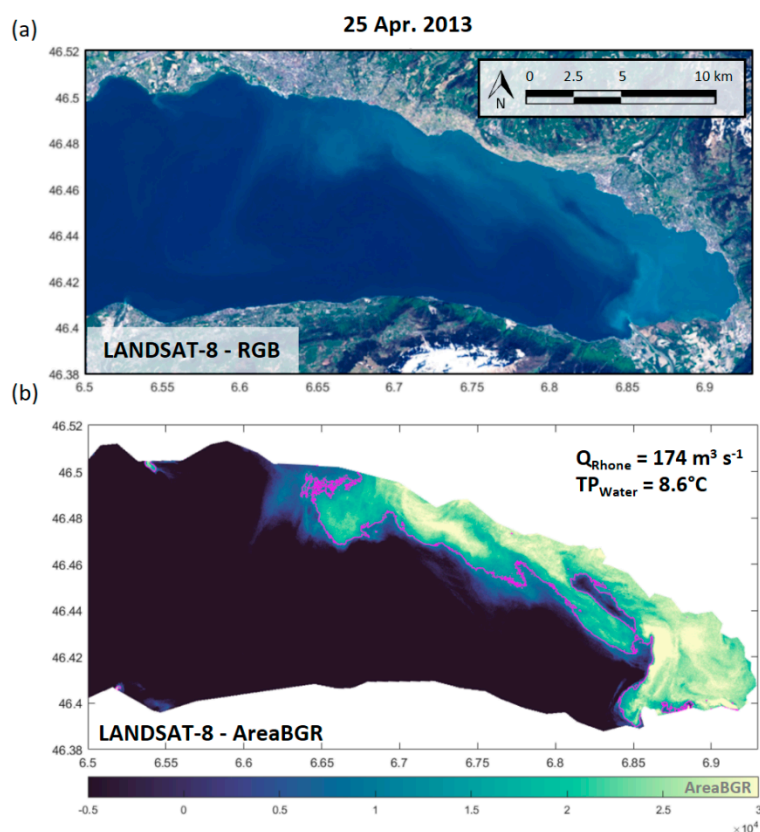 (a)
25 Apr. 2013
46.52
46.5
46.48
46.46
46.44
46.42
46.4
46.38
0 2.5 5 10 km
N
LANDSAT-8 - RGB
6.5 6.55 6.6 6.65 6.7 6.75 6.8 6.85 6.9
(b)
46.52
46.5
46.48
46.46
46.44
46.42
46.4
46.38
Q_Rhone = 174 m³ s⁻¹
TP_Water = 8.6°C
LANDSAT-8 - AreaBGR
6.5 6.55 6.6 6.65 6.7 6.75 6.8 6.85 6.9
AreaBGR
-0.5 0 0.5 1 1.5 2 2.5 3
× 10⁴